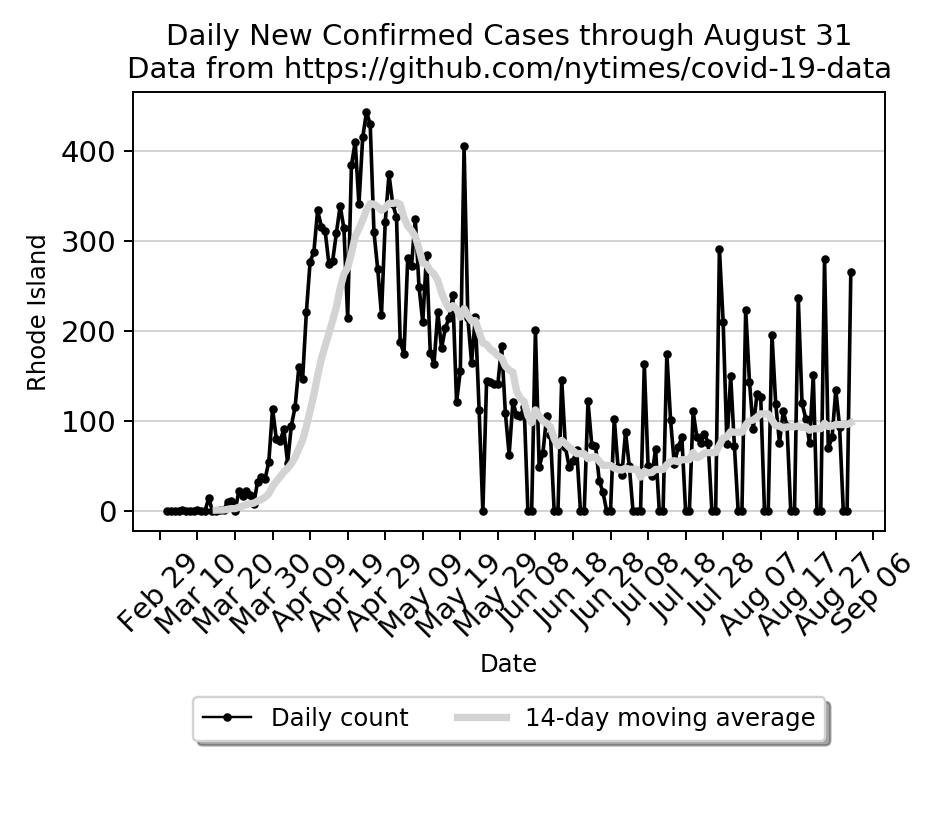 Daily New Confirmed Cases through August 31
Data from https://github.com/nytimes/covid-19-data
Rhode Island
400
300
200
100
0
Feb 29
Mar 10
Mar 20
Mar 30
Apr 09
Apr 19
Apr 29
May 09
May 19
May 29
Jun 08
Jun 18
Jun 28
Jul 08
Jul 18
Jul 28
Aug 07
Aug 17
Aug 27
Sep 06
Date
Daily count
14-day moving average